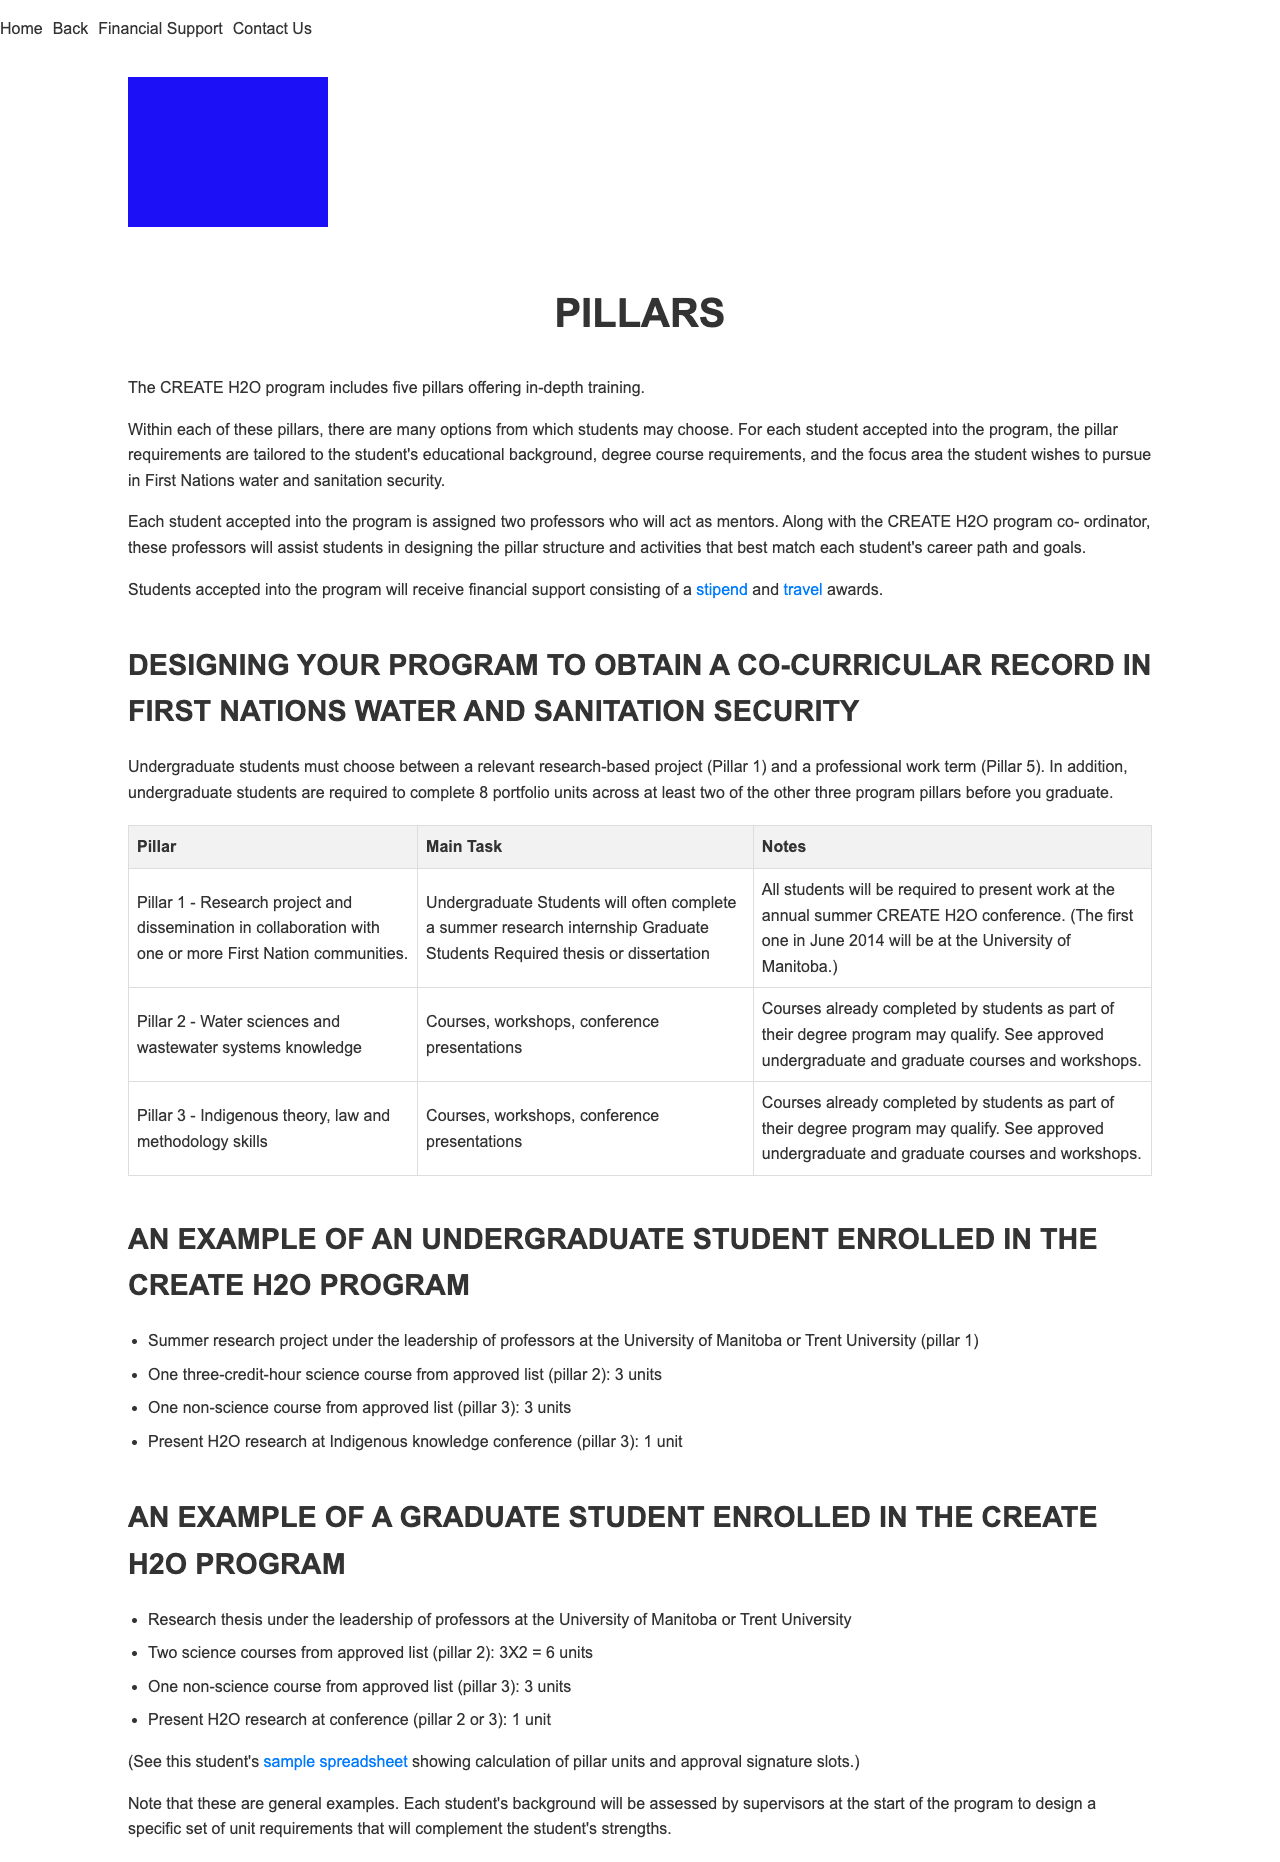 Home Back Financial Support Contact Us
PILLARS
The CREATE H2O program includes five pillars offering in-depth training.
Within each of these pillars, there are many options from which students may choose. For each student accepted into the program, the pillar
requirements are tailored to the student's educational background, degree course requirements, and the focus area the student wishes to pursue
in First Nations water and sanitation security.
Each student accepted into the program is assigned two professors who will act as mentors. Along with the CREATE H2O program co- ordinator,
these professors will assist students in designing the pillar structure and activities that best match each student's career path and goals.
Students accepted into the program will receive financial support consisting of a stipend and travel awards.
DESIGNING YOUR PROGRAM TO OBTAIN A CO-CURRICULAR RECORD IN
FIRST NATIONS WATER AND SANITATION SECURITY
Undergraduate students must choose between a relevant research-based project (Pillar 1) and a professional work term (Pillar 5). In addition,
undergraduate students are required to complete 8 portfolio units across at least two of the other three program pillars before you graduate.
Pillar
Main Task
Notes
Pillar 1 - Research project and
dissemination in collaboration with
one or more First Nation communities.
Undergraduate Students will often complete
a summer research internship Graduate
Students Required thesis or dissertation
All students will be required to present work at the
annual summer CREATE H2O conference. (The first
one in June 2014 will be at the University of
Manitoba.)
Pillar 2 - Water sciences and
wastewater systems knowledge
Courses, workshops, conference
presentations
Courses already completed by students as part of
their degree program may qualify. See approved
undergraduate and graduate courses and workshops.
Pillar 3 - Indigenous theory, law and
methodology skills
Courses, workshops, conference
presentations
Courses already completed by students as part of
their degree program may qualify. See approved
undergraduate and graduate courses and workshops.
AN EXAMPLE OF AN UNDERGRADUATE STUDENT ENROLLED IN THE
CREATE H2O PROGRAM
• Summer research project under the leadership of professors at the University of Manitoba or Trent University (pillar 1)
• One three-credit-hour science course from approved list (pillar 2): 3 units
• One non-science course from approved list (pillar 3): 3 units
• Present H2O research at Indigenous knowledge conference (pillar 3): 1 unit
AN EXAMPLE OF A GRADUATE STUDENT ENROLLED IN THE CREATE
H2O PROGRAM
• Research thesis under the leadership of professors at the University of Manitoba or Trent University
• Two science courses from approved list (pillar 2): 3X2 = 6 units
• One non-science course from approved list (pillar 3): 3 units
• Present H2O research at conference (pillar 2 or 3): 1 unit
(See this student's sample spreadsheet showing calculation of pillar units and approval signature slots.)
Note that these are general examples. Each student's background will be assessed by supervisors at the start of the program to design a
specific set of unit requirements that will complement the student's strengths.